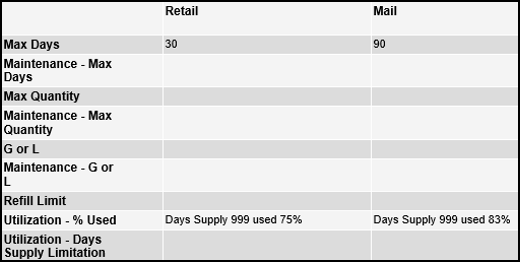 Retail Mail
Max Days 30 90
Maintenance - Max
Days
Max Quantity
Maintenance - Max
Quantity
G or L
Maintenance - G or
L
Refill Limit
Utilization - % Used Days Supply 999 used 75% Days Supply 999 used 83%
Utilization - Days
Supply Limitation